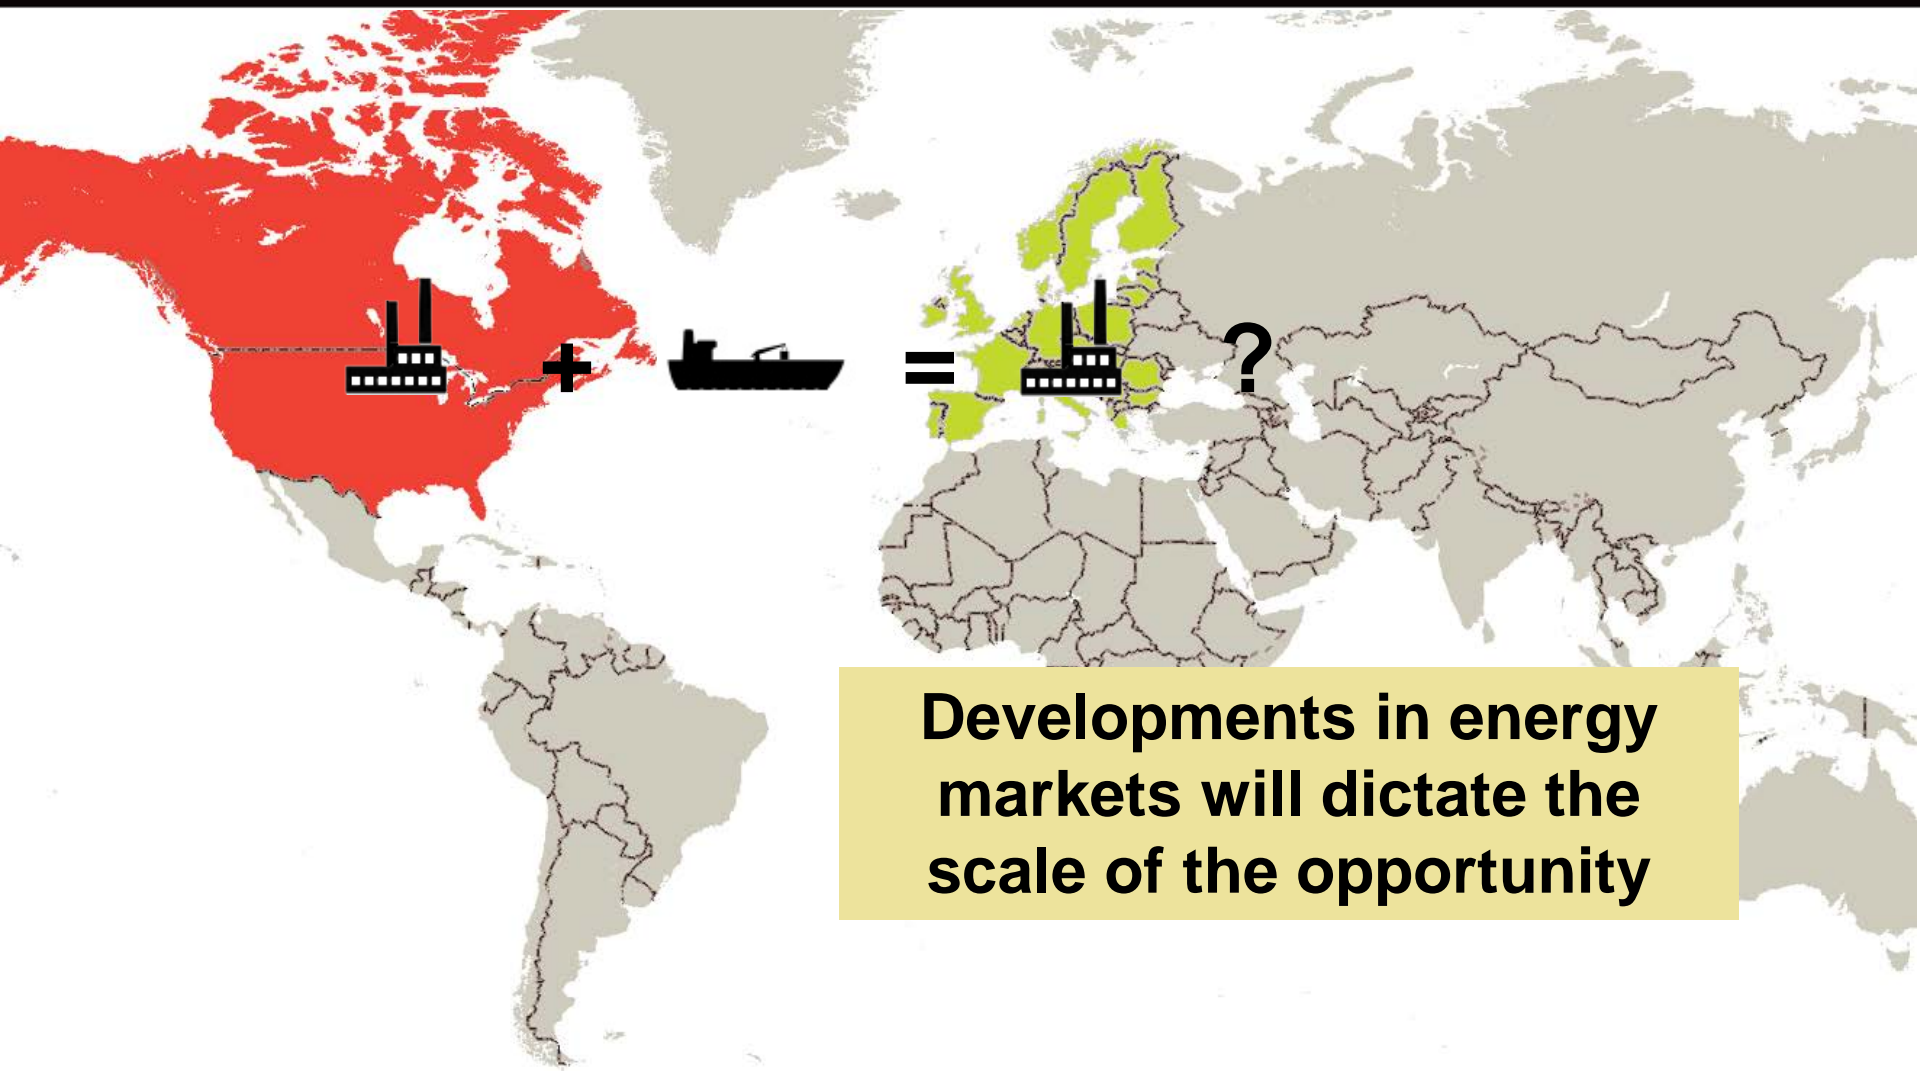 + = ?
Developments in energy
markets will dictate the
scale of the opportunity